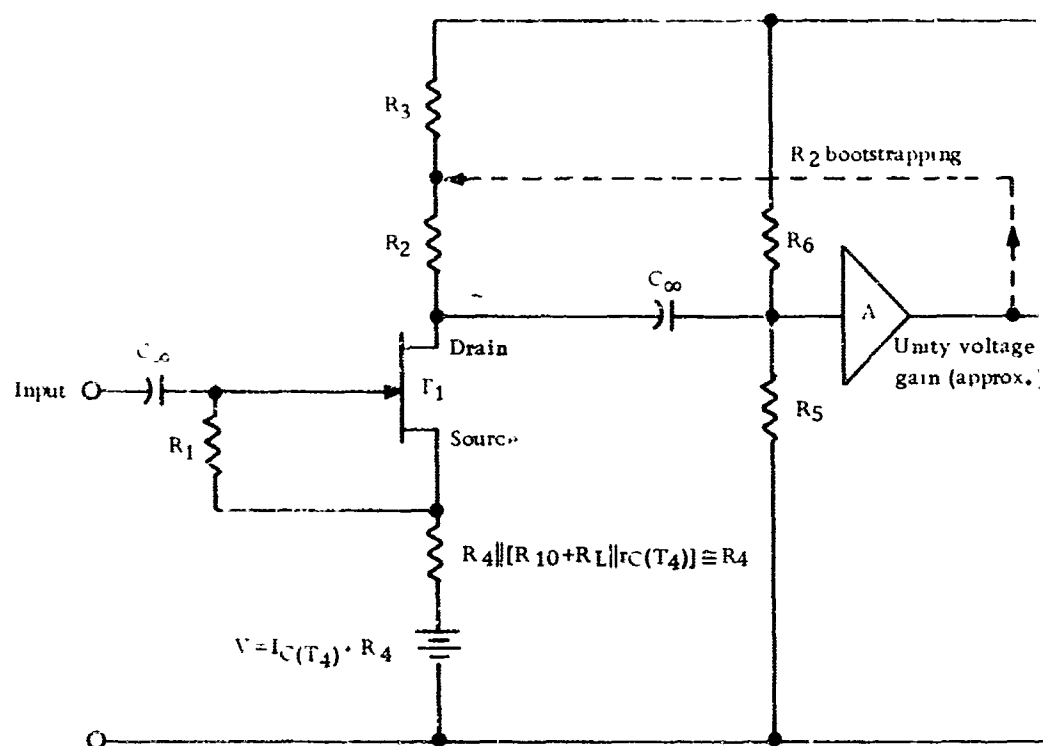 R3
R2 bootstrapping
R2
R6
C∞
A
Drain
Unity voltage
gain (approx.)
C∞
Input
T1
R1
Source
R5
R4||[R10+RL||rC(T4)]≅R4
V=IC(T4)· R4